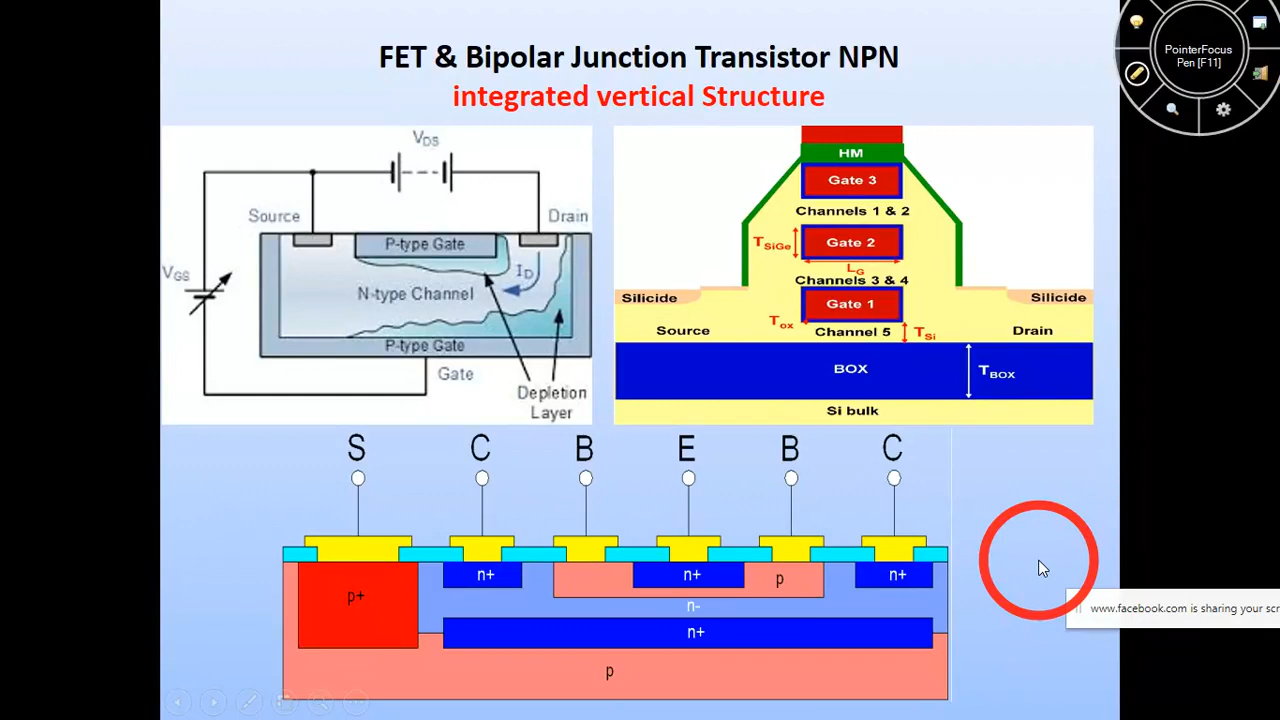 FET & Bipolar Junction Transistor NPN
integrated vertical Structure
PointerFocus
Pen [F11]
VDS
Source
Drain
P-type Gate
VGS
ID
N-type Channel
P-type Gate
Gate
Depletion
Layer
HM
Gate 3
Channels 1 & 2
TSiGe
Gate 2
LG
Channels 3 & 4
Silicide
Gate 1
Silicide
Tox
Source
Channel 5
TSi
Drain
BOX
TBOX
Si bulk
S C B E B C
n+ n+ p n+
p+
n-
n+
p
www.facebook.com is sharing your scr